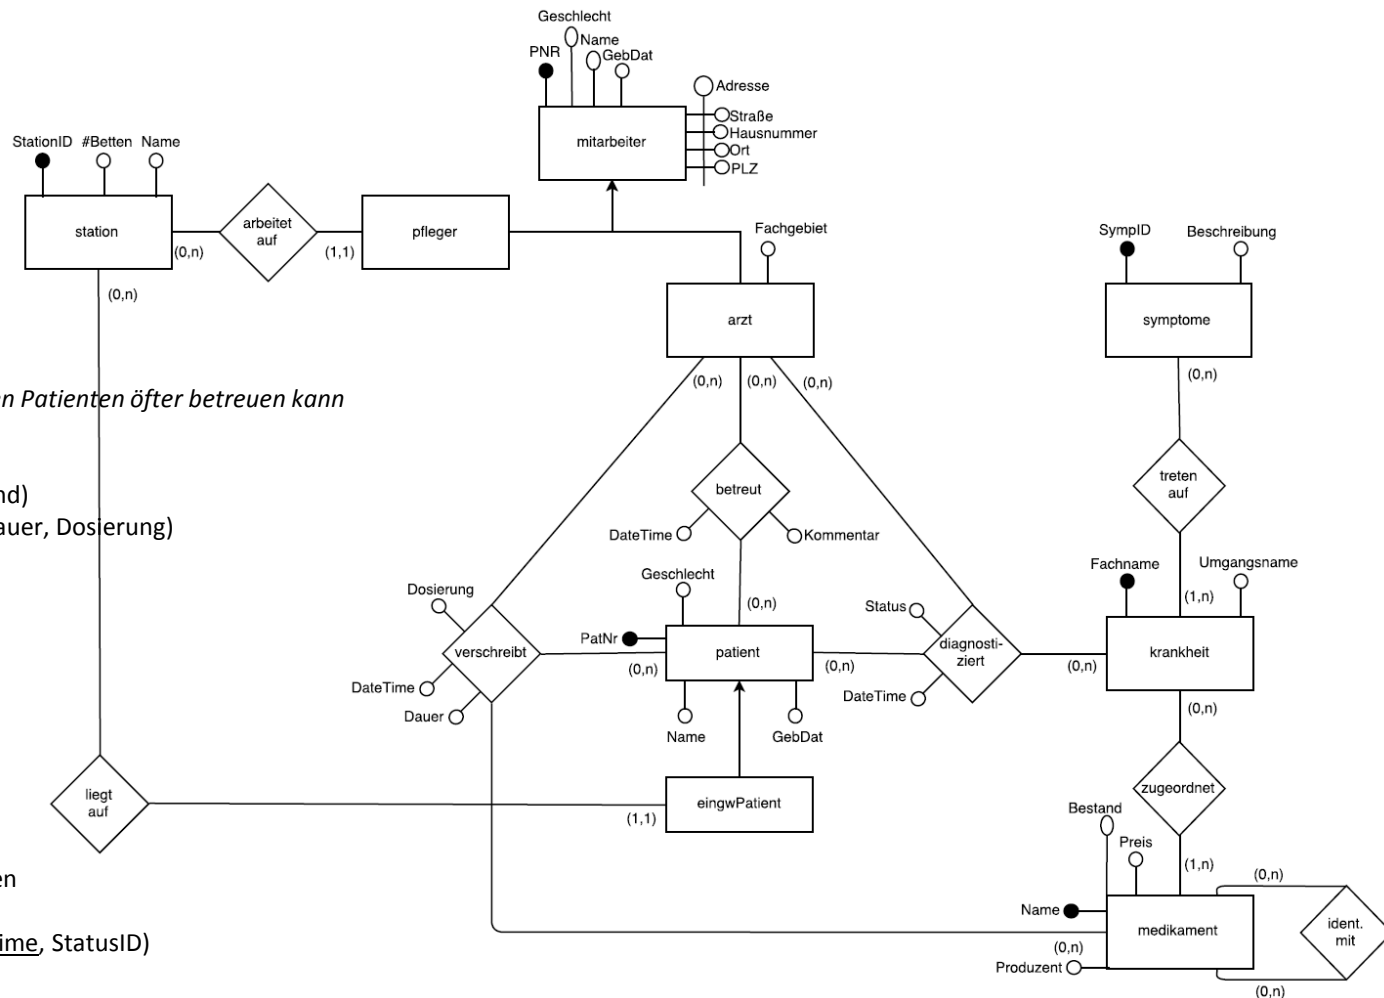 Geschlecht
Name
PNR
GebDat
Adresse
Straße
Hausnummer
Ort
PLZ
mitarbeiter
StationID
#Betten
Name
station
(0,n)
arbeitet
auf
(1,1)
pfleger
(0,n)
Fachgebiet
arzt
SympID
Beschreibung
symptome
(0,n)
(0,n)
(0,n)
(0,n)
en Patienten öfter betreuen kann
treten
auf
betreut
nd)
auer, Dosierung)
DateTime
Kommentar
Fachname
Umgangsname
(1,n)
Geschlecht
Dosierung
(0,n)
Status
PatNr
patient
verschreibt
(0,n)
(0,n)
diagnosti-
ziert
(0,n)
krankheit
DateTime
Dauer
Name
GebDat
DateTime
(0,n)
liegt
auf
(1,1)
eingwPatient
zugeordnet
Bestand
Preis
(1,n)
(0,n)
en
Name
medikament
ident.
mit
ime, StatusID)
(0,n)
Produzent
(0,n)